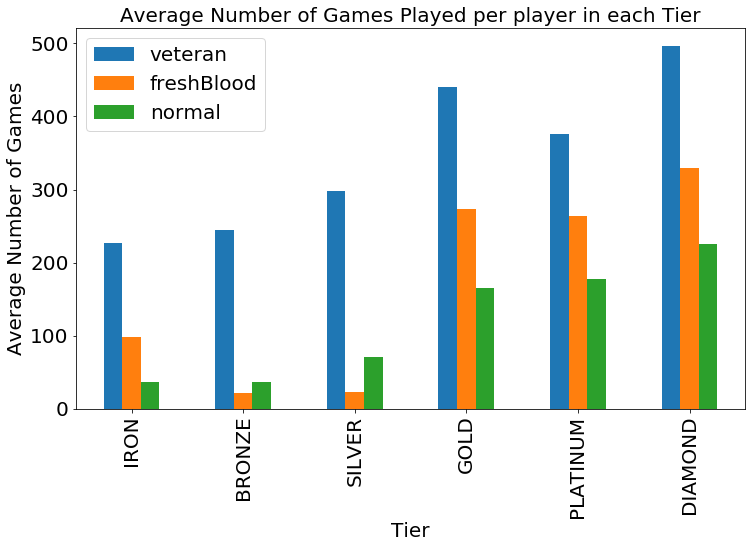 Average Number of Games Played per player in each Tier
veteran
freshBlood
normal
Average Number of Games
500
400
300
200
100
0
IRON
BRONZE
SILVER
GOLD
PLATINUM
DIAMOND
Tier